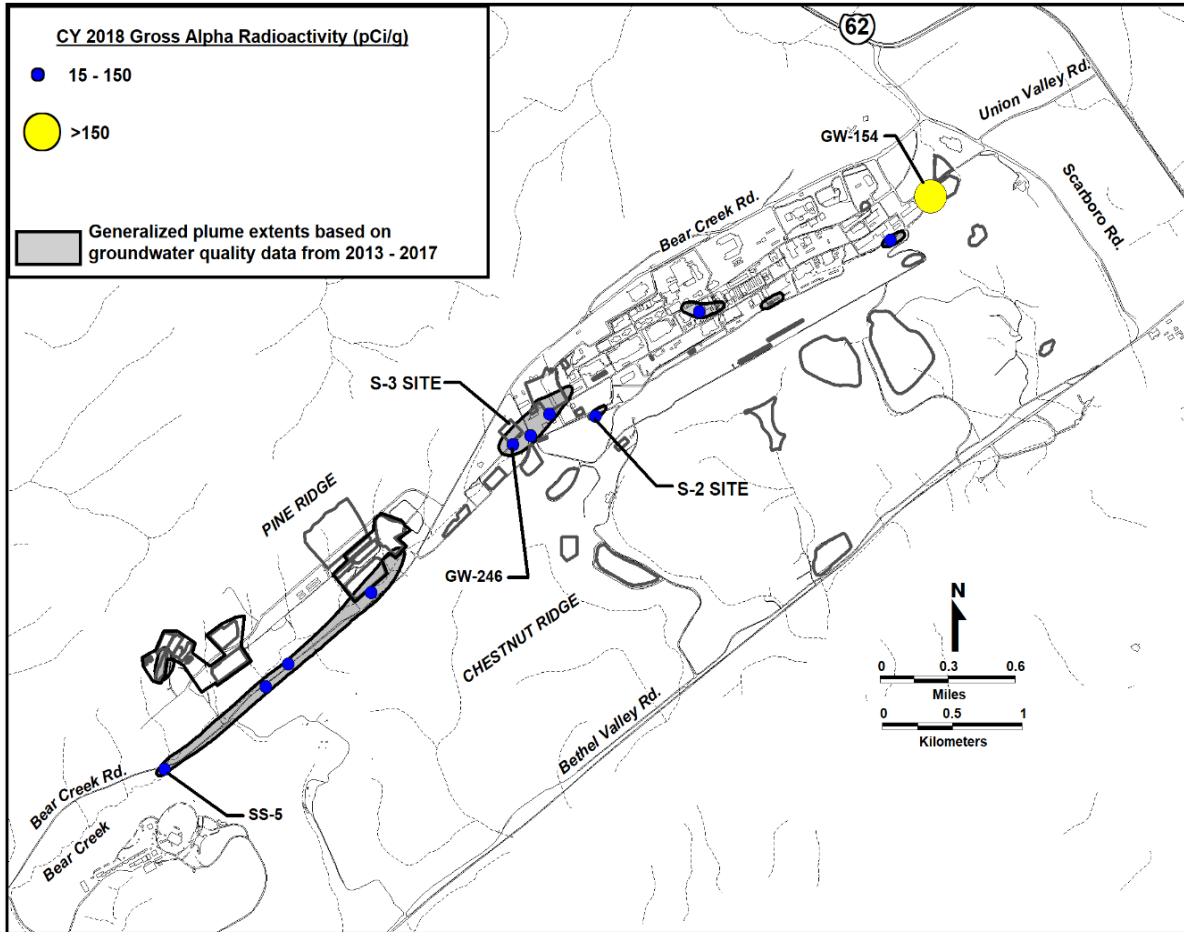 CY 2018 Gross Alpha Radioactivity (pCi/g)
15 - 150
>150
Generalized plume extents based on
groundwater quality data from 2013 - 2017
62
Union Valley Rd.
GW-154
Scarboro Rd.
Bear Creek Rd.
S-3 SITE
S-2 SITE
PINE RIDGE
GW-246
CHESTNUT RIDGE
N
0 0.3 0.6
Miles
0 0.5 1
Kilometers
Bethel Valley Rd.
Bear Creek Rd.
SS-5
Bear Creek